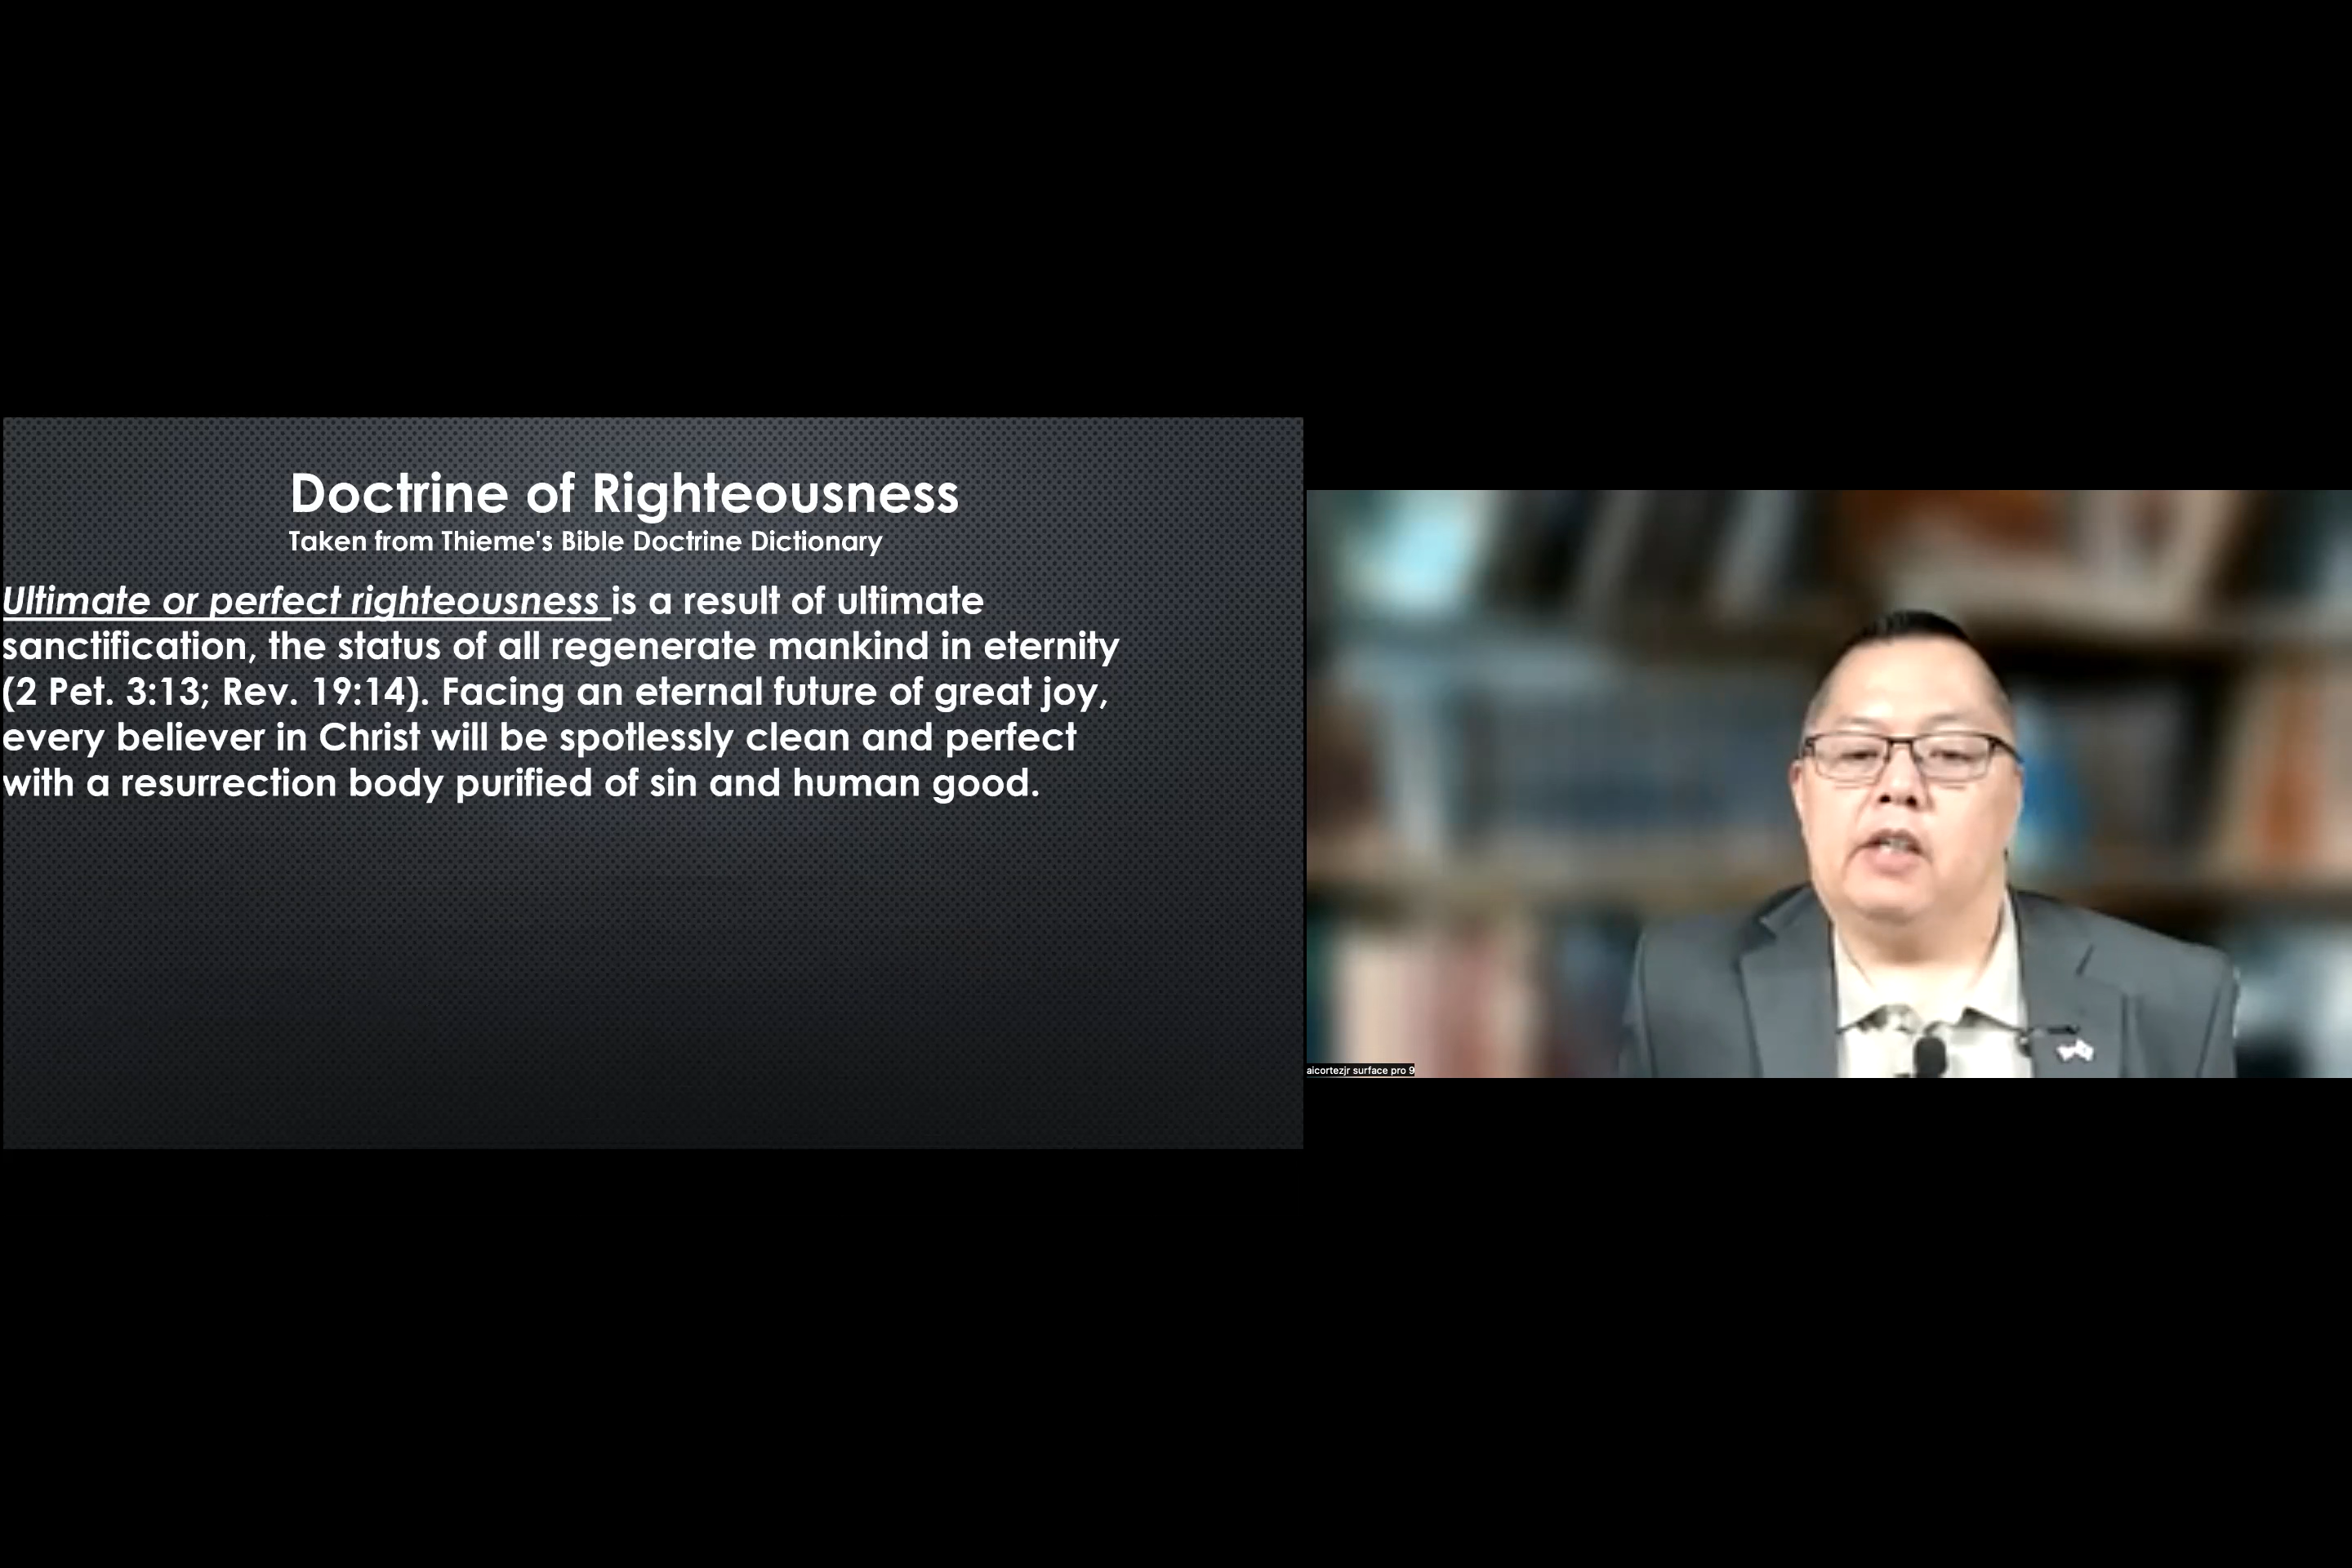 Doctrine of Righteousness
Taken from Thieme's Bible Doctrine Dictionary
Ultimate or perfect righteousness is a result of ultimate
sanctification, the status of all regenerate mankind in eternity
(2 Pet. 3:13; Rev. 19:14). Facing an eternal future of great joy,
every believer in Christ will be spotlessly clean and perfect
with a resurrection body purified of sin and human good.
aicortezjr surface pro 9